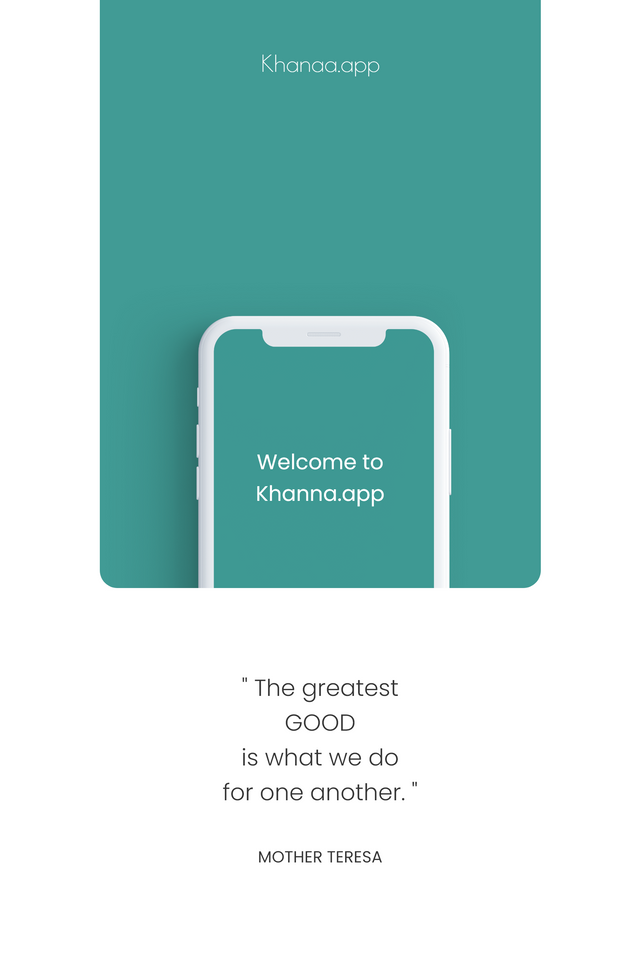 Khanaa.app
Welcome to
Khanna.app
" The greatest
GOOD
is what we do
for one another. "
MOTHER TERESA